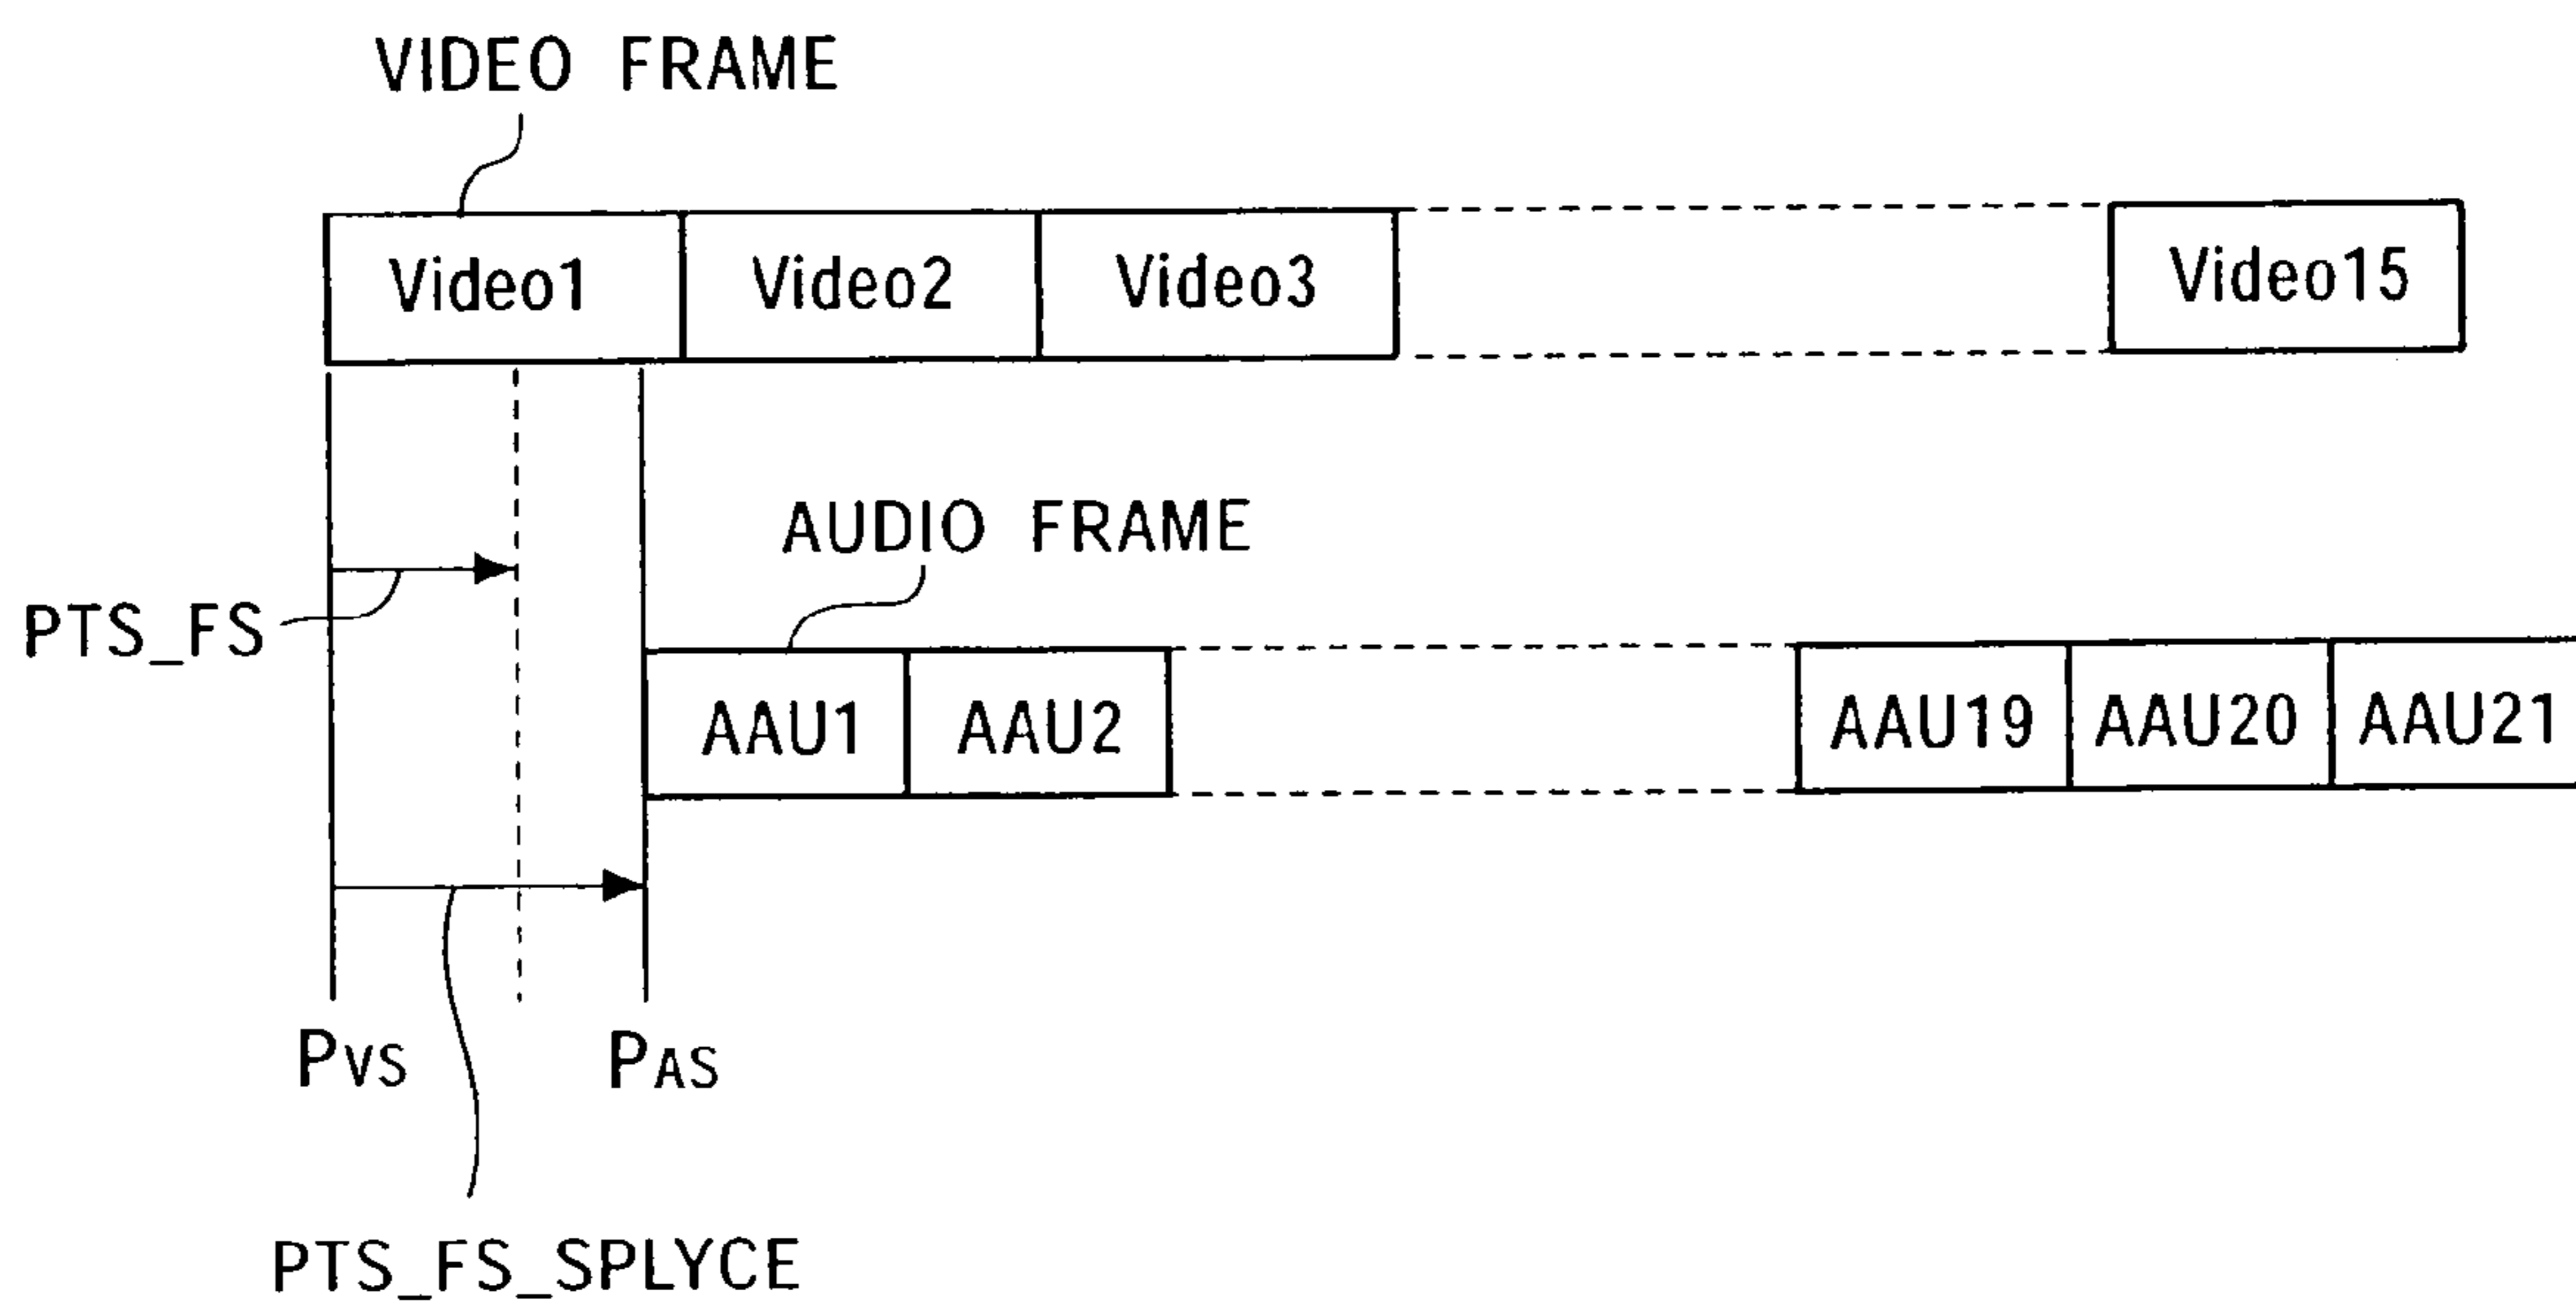 VIDEO FRAME
Video1 Video2 Video3 Video15
AUDIO FRAME
PTS_FS
AAU1 AAU2 AAU19 AAU20 AAU21
PVS PAS
PTS_FS_SPLYCE